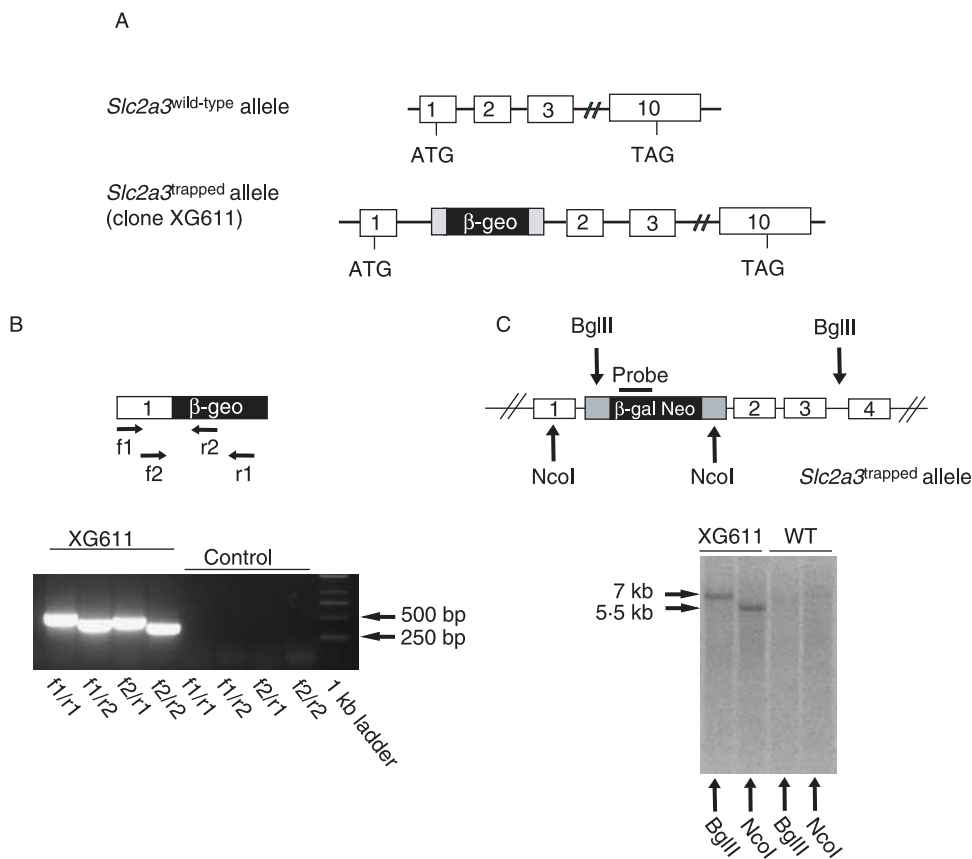 A
Slc2a3wild-type allele
1 2 3 10
ATG TAG
Slc2a3trapped allele
(clone XG611)
1 β-geo 2 3 10
ATG TAG
B
1 β-geo
f1 r2
f2 r1
XG611
Control
500 bp
250 bp
f1/r1 f1/r2 f2/r1 f2/r2 f1/r1 f1/r2 f2/r1 f2/r2 1 kb ladder
C
BglII BglII
Probe
1 β-gal Neo 2 3 4
NcoI NcoI
Slc2a3trapped allele
XG611 WT
7 kb
5·5 kb
BglII NcoI BglII NcoI